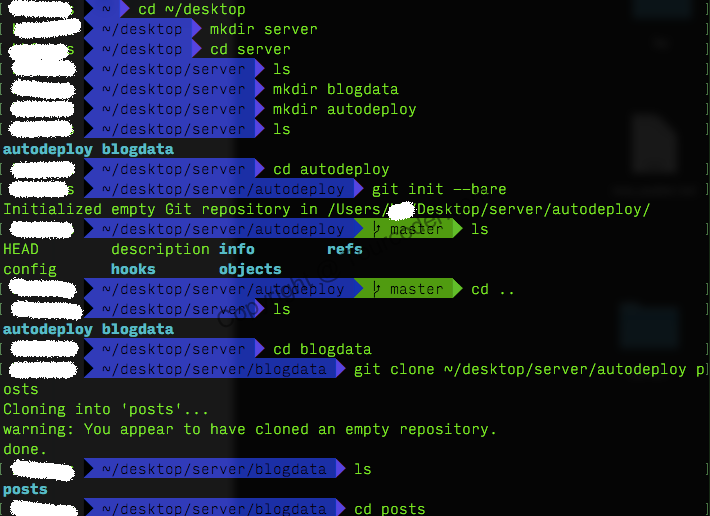 ~ cd ~/desktop
~/desktop mkdir server
~/desktop cd server
~/desktop/server ls
~/desktop/server mkdir blogdata
~/desktop/server mkdir autodeploy
~/desktop/server ls
autodeploy blogdata
~/desktop/server cd autodeploy
~/desktop/server/autodeploy git init --bare
Initialized empty Git repository in /Users/ Desktop/server/autodeploy/
~/desktop/server/autodeploy master ls
HEAD description info refs
config hooks objects
~/desktop/server/autodeploy master cd ..
~/desktop/server ls
autodeploy blogdata
~/desktop/server cd blogdata
~/desktop/server/blogdata git clone ~/desktop/server/autodeploy p
osts
Cloning into 'posts'...
warning: You appear to have cloned an empty repository.
done.
~/desktop/server/blogdata ls
posts
~/desktop/server/blogdata cd posts